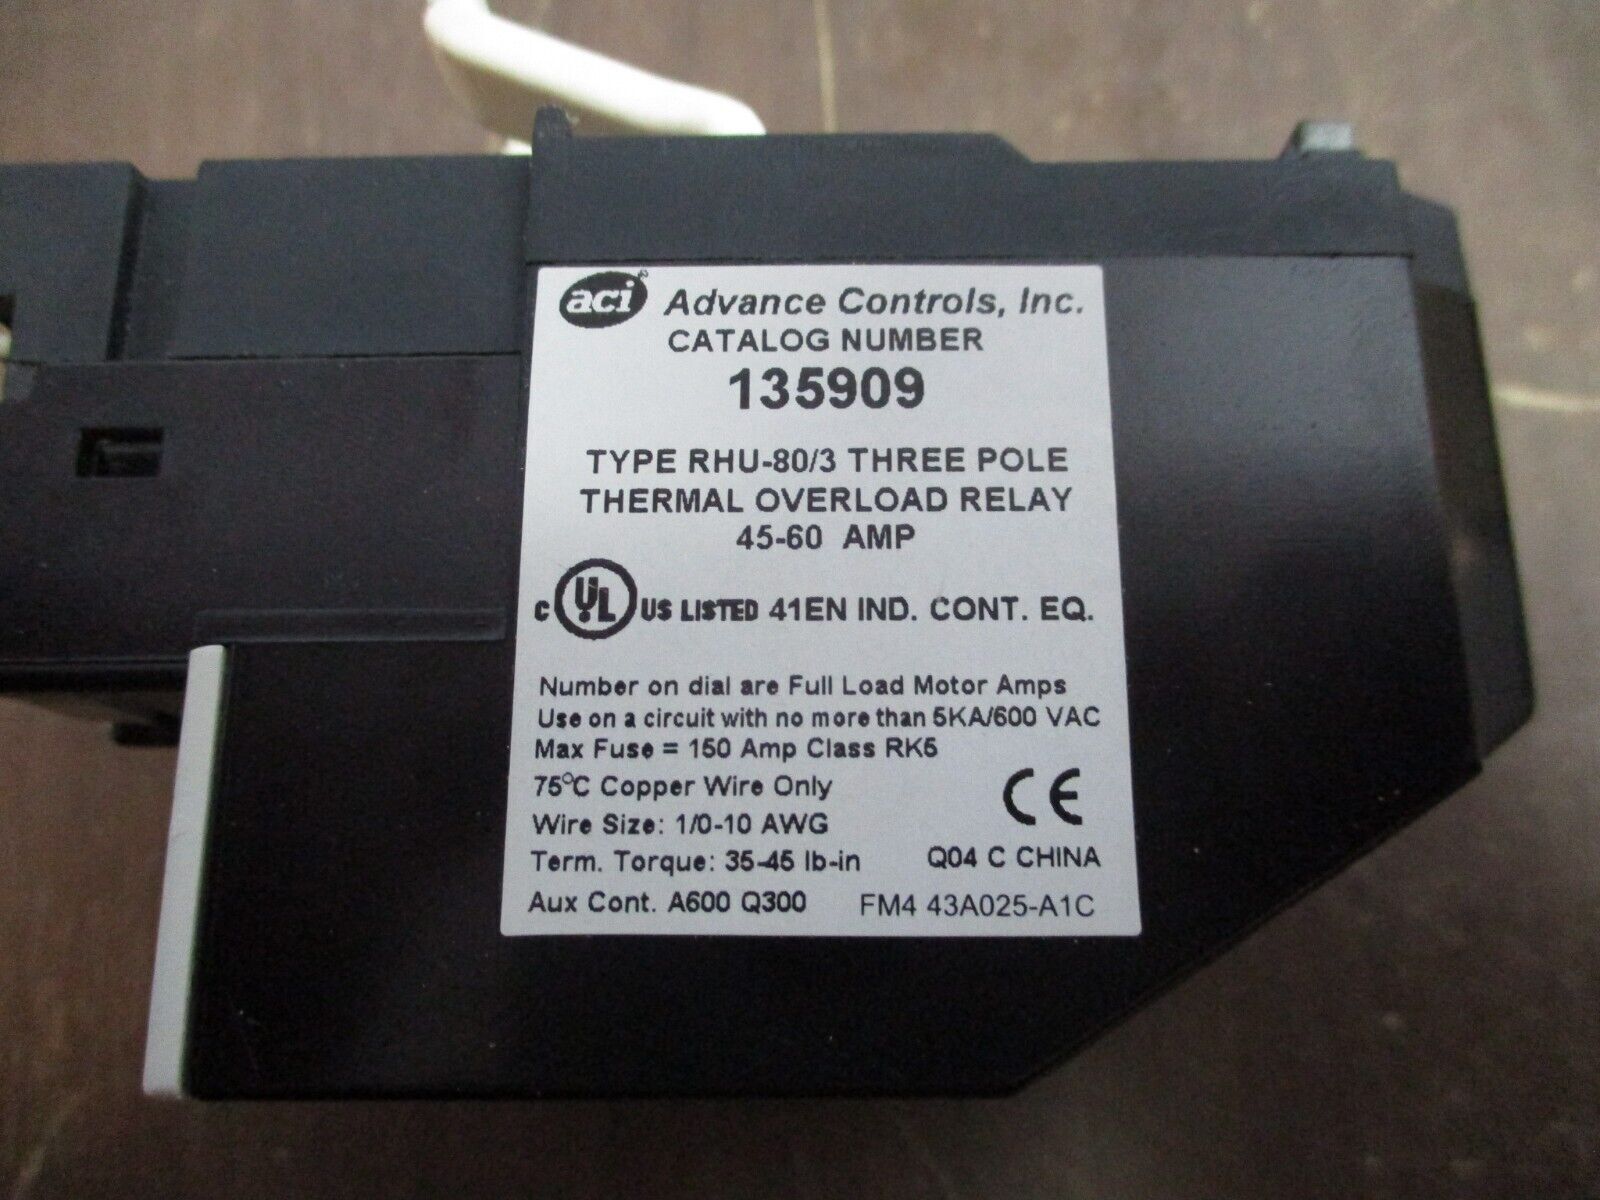 aci® Advance Controls, Inc.
CATALOG NUMBER
135909
TYPE RHU-80/3 THREE POLE
THERMAL OVERLOAD RELAY
45-60 AMP
C UL US LISTED 41EN IND. CONT. EQ.
Number on dial are Full Load Motor Amps
Use on a circuit with no more than 5KA/600 VAC
Max Fuse = 150 Amp Class RK5
75°C Copper Wire Only
CE
Wire Size: 1/0-10 AWG
Term. Torque: 35-45 lb-in
Q04 C CHINA
Aux Cont. A600 Q300
FM4 43A025-A1C